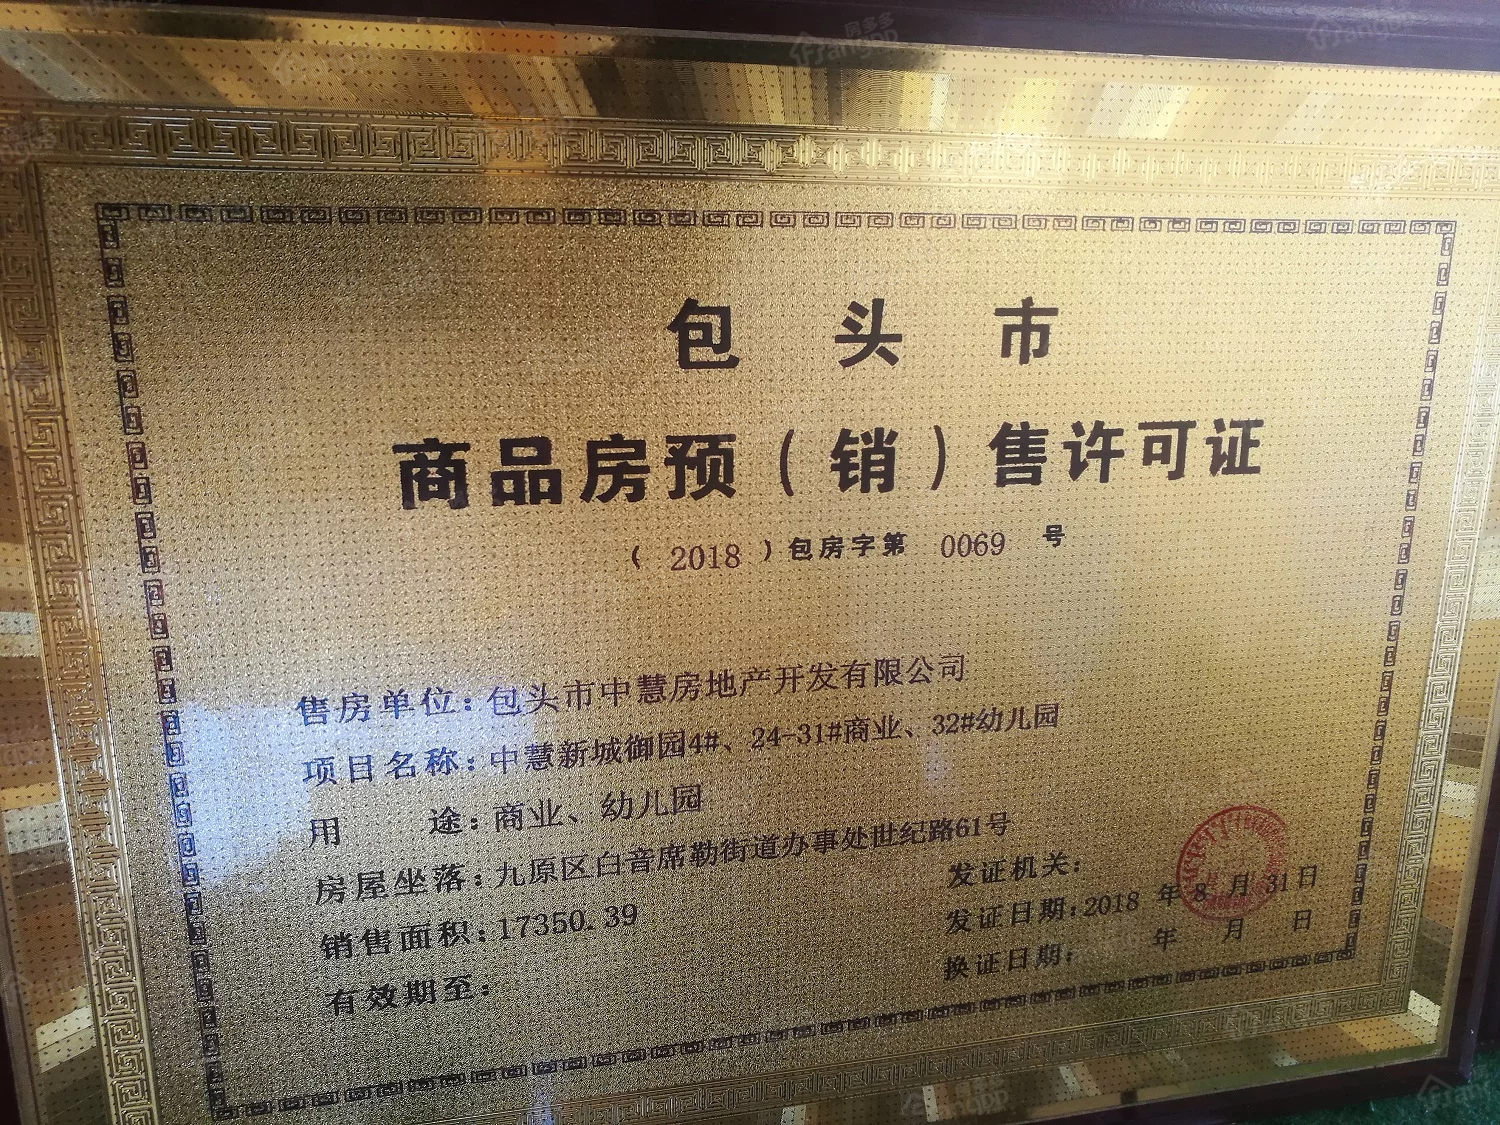 包头市
商品房预（销）售许可证
（2018）包房字第 0069 号
售房单位：包头市中慧房地产开发有限公司
项目名称：中慧新城御园4#、24-31#商业、32#幼儿园
用途：商业、幼儿园
房屋坐落：九原区白音席勒街道办事处世纪路61号
销售面积：17350.39
有效期至：
发证机关：
发证日期：2018 年 8 月 31 日
换证日期： 年 月 日
房多多
Fangdd